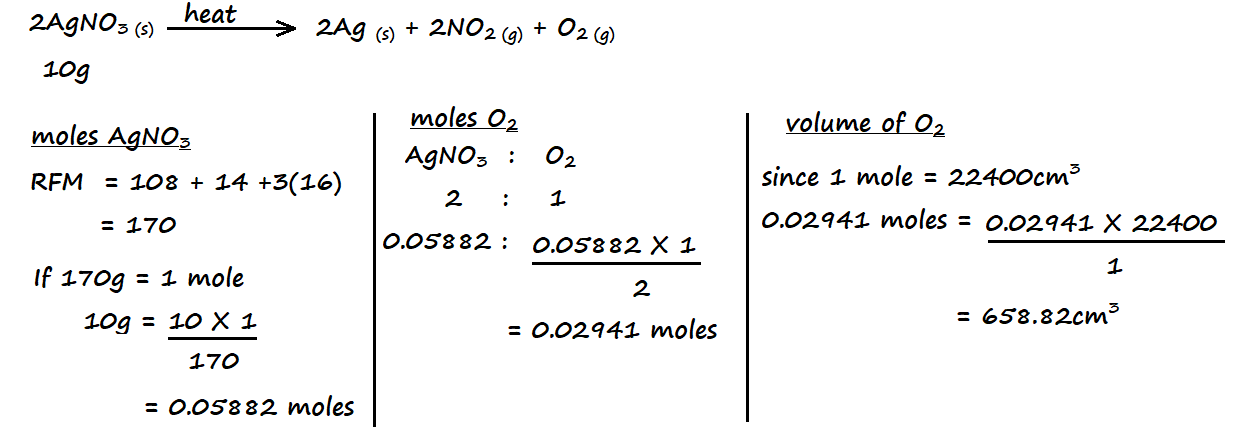 2AgNO₃ (s) heat 2Ag (s) + 2NO₂ (g) + O₂ (g)
10g
moles AgNO₃
RFM = 108 + 14 +3(16)
= 170
If 170g = 1 mole
10g = 10 X 1
170
= 0.05882 moles
moles O₂
AgNO₃ : O₂
2 : 1
0.05882 : 0.05882 X 1
2
= 0.02941 moles
volume of O₂
since 1 mole = 22400cm³
0.02941 moles = 0.02941 X 22400
1
= 658.82cm³